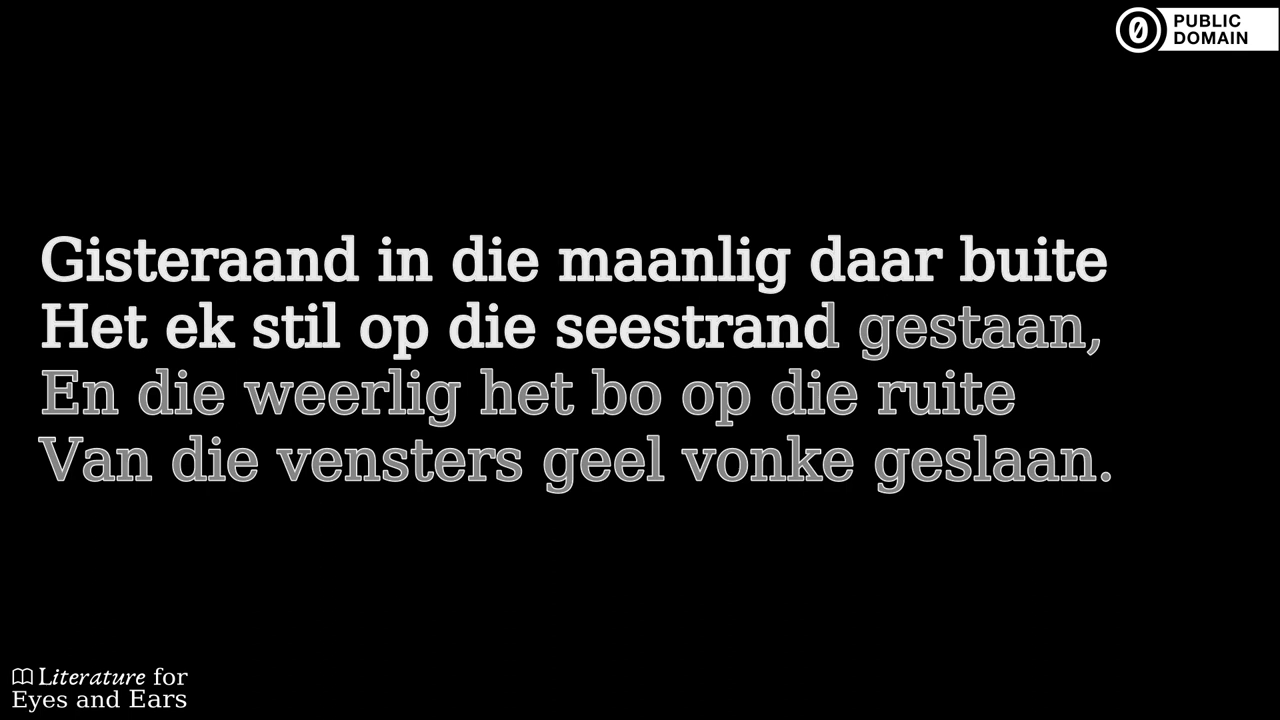 PUBLIC
DOMAIN
Gisteraand in die maanlig daar buite
Het ek stil op die seestrand gestaan,
En die weerlig het bo op die ruite
Van die vensters geel vonke geslaan.
Literature for
Eyes and Ears